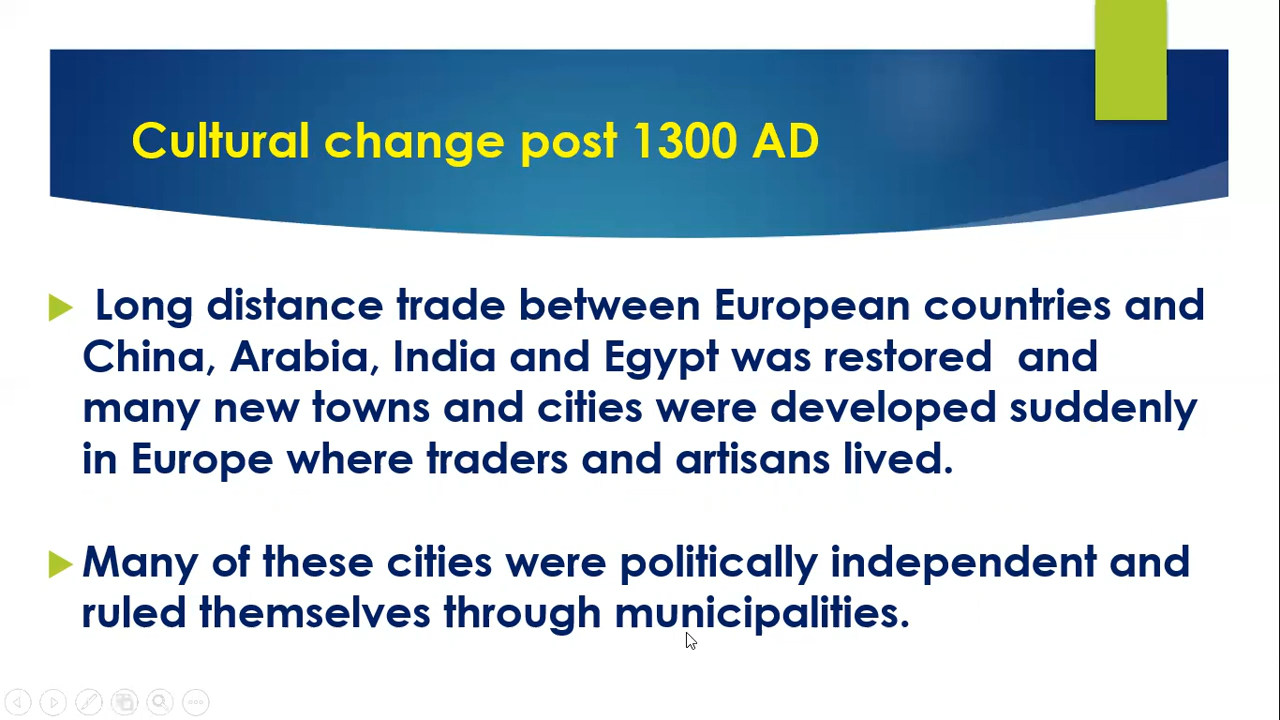 Cultural change post 1300 AD
Long distance trade between European countries and
China, Arabia, India and Egypt was restored  and
many new towns and cities were developed suddenly
in Europe where traders and artisans lived.
Many of these cities were politically independent and
ruled themselves through municipalities.